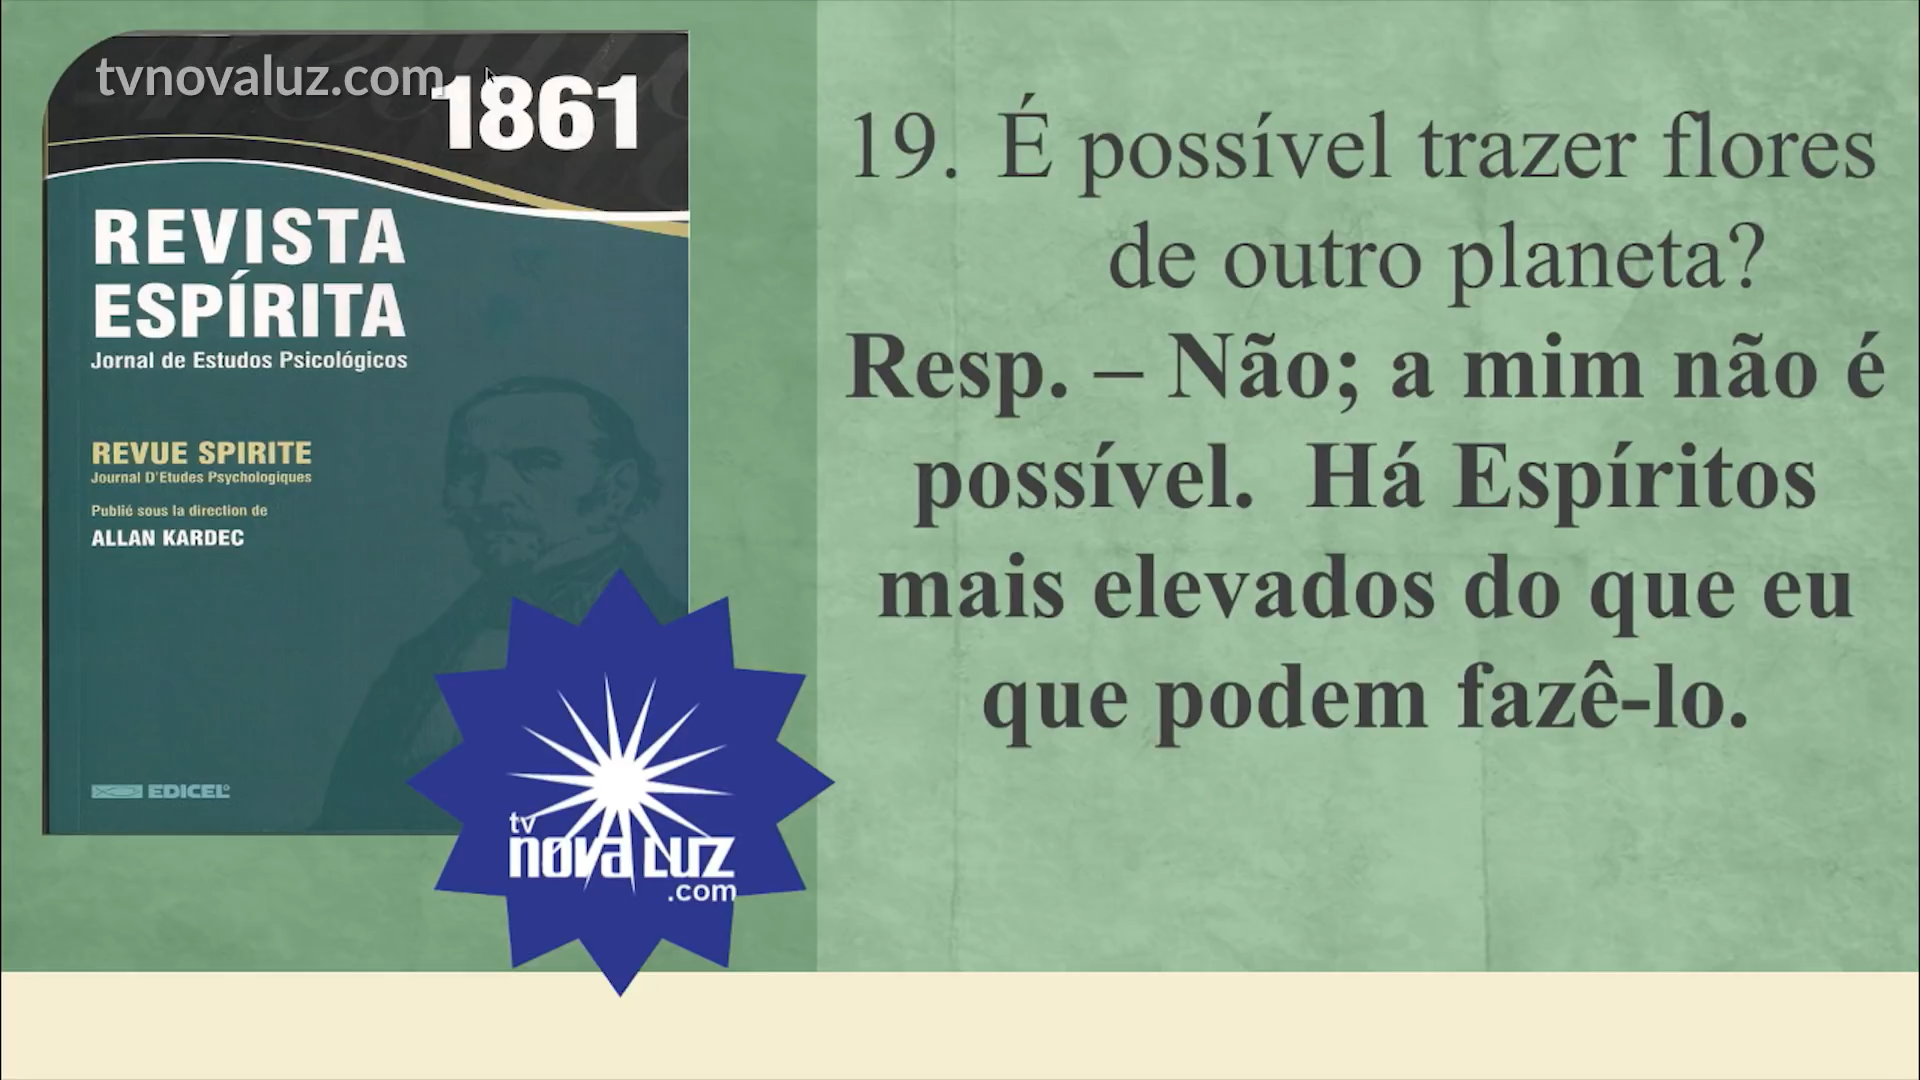 tvnovaluz.com
1861
REVISTA
ESPÍRITA
Jornal de Estudos Psicológicos
REVUE SPIRITE
Journal D'Etudes Psychologiques
Publié sous la direction de
ALLAN KARDEC
EDICEL
tv
nova luz
.com
19. É possível trazer flores
de outro planeta?
Resp. – Não; a mim não é
possível. Há Espíritos
mais elevados do que eu
que podem fazê-lo.